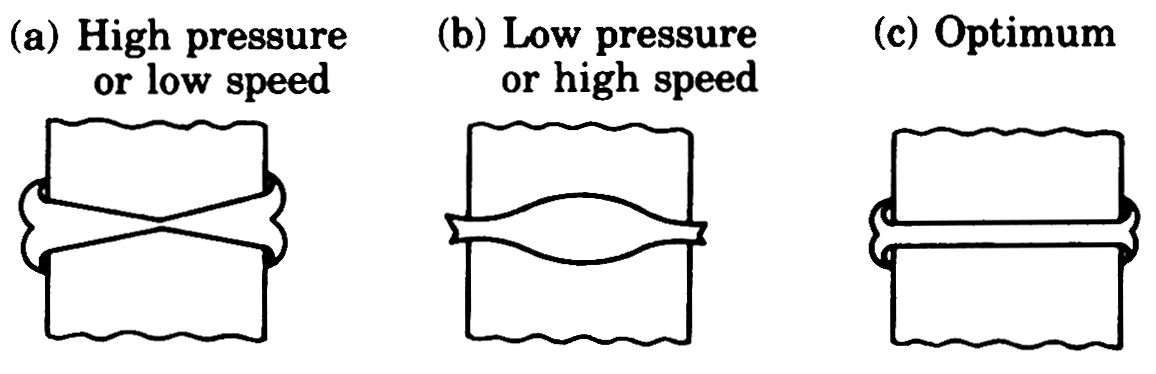 (a) High pressure
or low speed
(b) Low pressure
or high speed
(c) Optimum